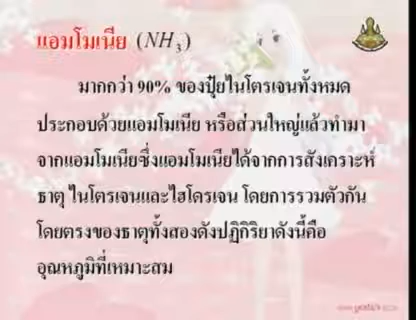 แอมโมเนีย (NH₃)
มากกว่า 90% ของปุ๋ยไนโตรเจนทั้งหมด
ประกอบด้วยแอมโมเนีย หรือส่วนใหญ่แล้วทำมา
จากแอมโมเนียซึ่งแอมโมเนียได้จากการสังเคราะห์
ธาตุ ไนโตรเจนและไฮโดรเจน โดยการรวมตัวกัน
โดยตรงของธาตุทั้งสองดังปฏิกิริยาดังนี้คือ
อุณหภูมิที่เหมาะสม